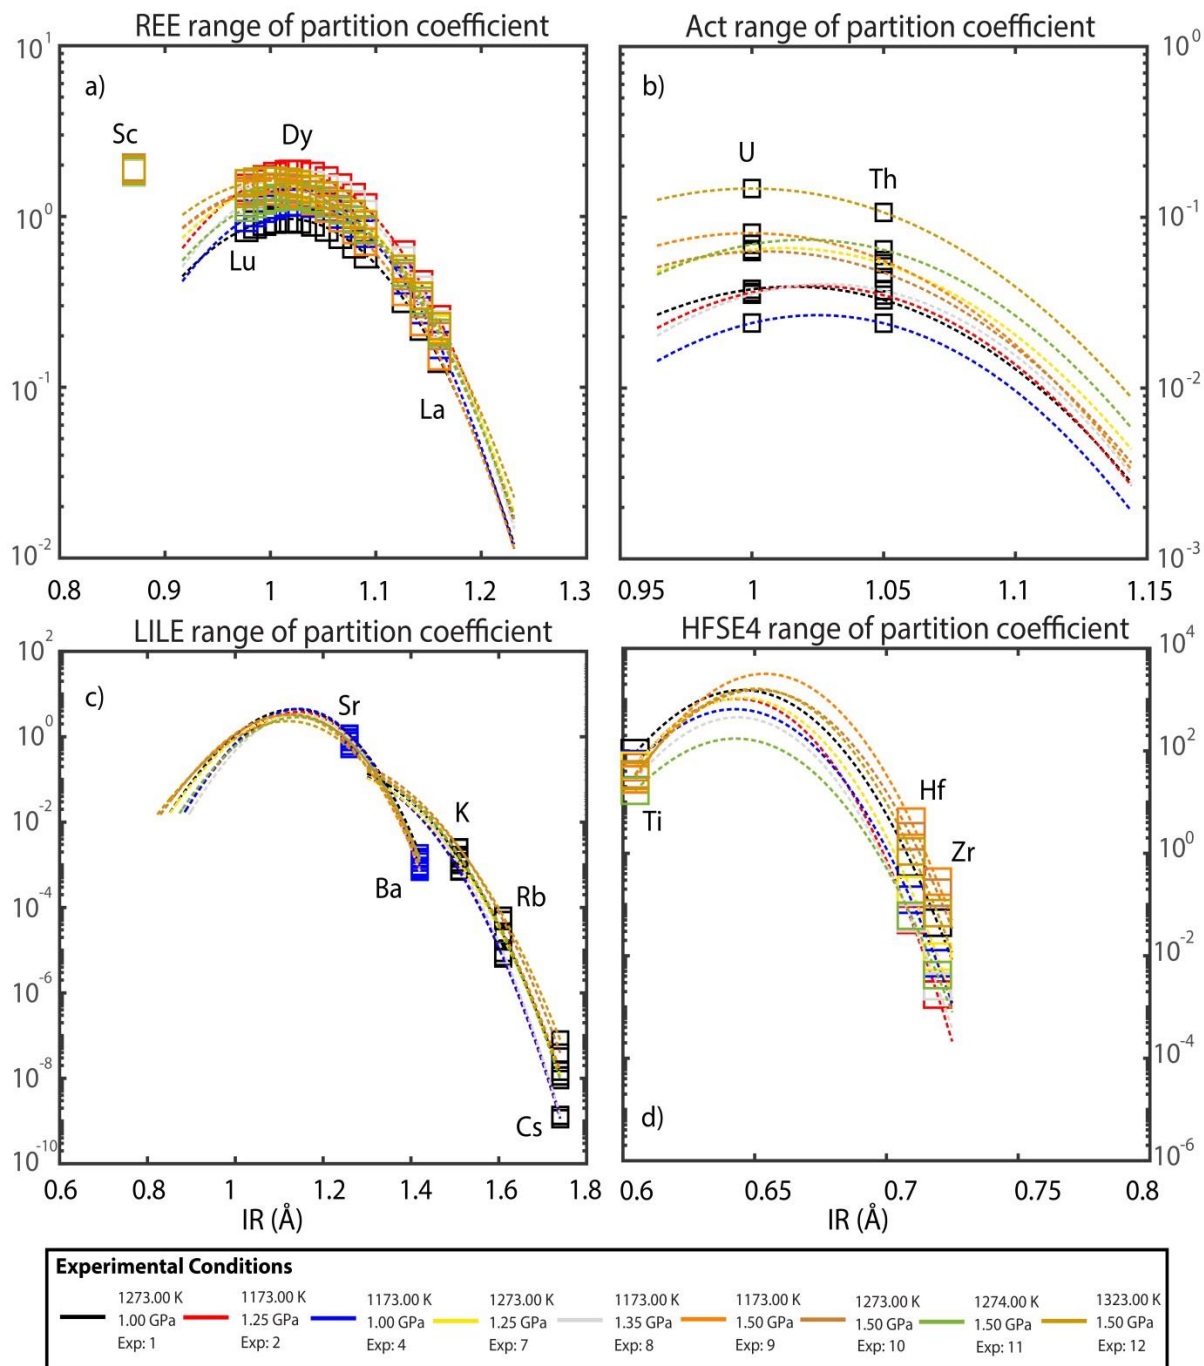 REE range of partition coefficient
Act range of partition coefficient
10^1
10^0
a)
b)
Sc
Dy
U
Th
10^0
10^-1
Lu
10^-1
10^-2
La
10^-2
10^-3
0.8 0.9 1 1.1 1.2 1.3
0.95 1 1.05 1.1 1.15
LILE range of partition coefficient
HFSE4 range of partition coefficient
10^2
10^4
c)
Sr
10^0
10^2
Ti
Hf
10^-2
K
Zr
10^0
Ba
Rb
10^-4
10^-2
10^-6
10^-4
10^-8
Cs
d)
10^-10
10^-6
0.6 0.8 1 1.2 1.4 1.6 1.8
0.6 0.65 0.7 0.75 0.8
IR (Å)
IR (Å)
Experimental Conditions
1273.00 K 1173.00 K 1173.00 K 1273.00 K 1173.00 K 1173.00 K 1273.00 K 1274.00 K 1323.00 K
1.00 GPa 1.25 GPa 1.00 GPa 1.25 GPa 1.35 GPa 1.50 GPa 1.50 GPa 1.50 GPa 1.50 GPa
Exp: 1 Exp: 2 Exp: 4 Exp: 7 Exp: 8 Exp: 9 Exp: 10 Exp: 11 Exp: 12